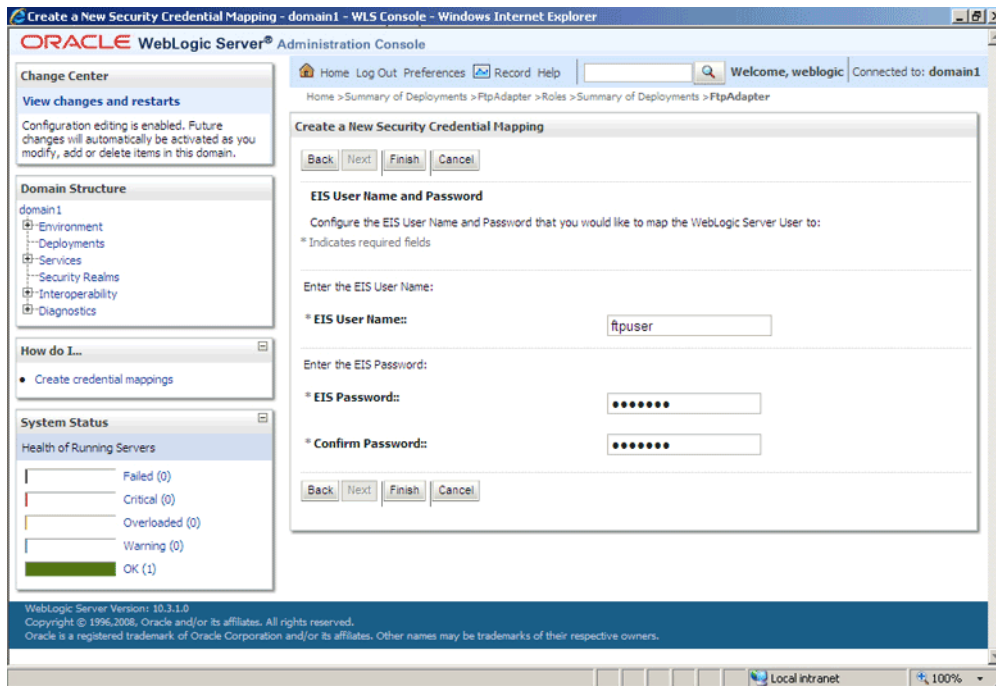 Create a New Security Credential Mapping - domain1 - WLS Console - Windows Internet Explorer
ORACLE WebLogic Server® Administration Console
Change Center
View changes and restarts
Configuration editing is enabled. Future
changes will automatically be activated as you
modify, add or delete items in this domain.
Domain Structure
domain1
Environment
Deployments
Services
Security Realms
Interoperability
Diagnostics
How do I...
Create credential mappings
System Status
Health of Running Servers
Failed (0)
Critical (0)
Overloaded (0)
Warning (0)
OK (1)
Home Log Out Preferences Record Help
Welcome, weblogic Connected to: domain1
Home >Summary of Deployments >FtpAdapter >Roles >Summary of Deployments >FtpAdapter
Create a New Security Credential Mapping
Back Next Finish Cancel
EIS User Name and Password
Configure the EIS User Name and Password that you would like to map the WebLogic Server User to:
* Indicates required fields
Enter the EIS User Name:
* EIS User Name:: ftpuser
Enter the EIS Password:
* EIS Password:: •••••••
* Confirm Password:: •••••••
Back Next Finish Cancel
WebLogic Server Version: 10.3.1.0
Copyright © 1996,2008, Oracle and/or its affiliates. All rights reserved.
Oracle is a registered trademark of Oracle Corporation and/or its affiliates. Other names may be trademarks of their respective owners.
Local intranet 100%